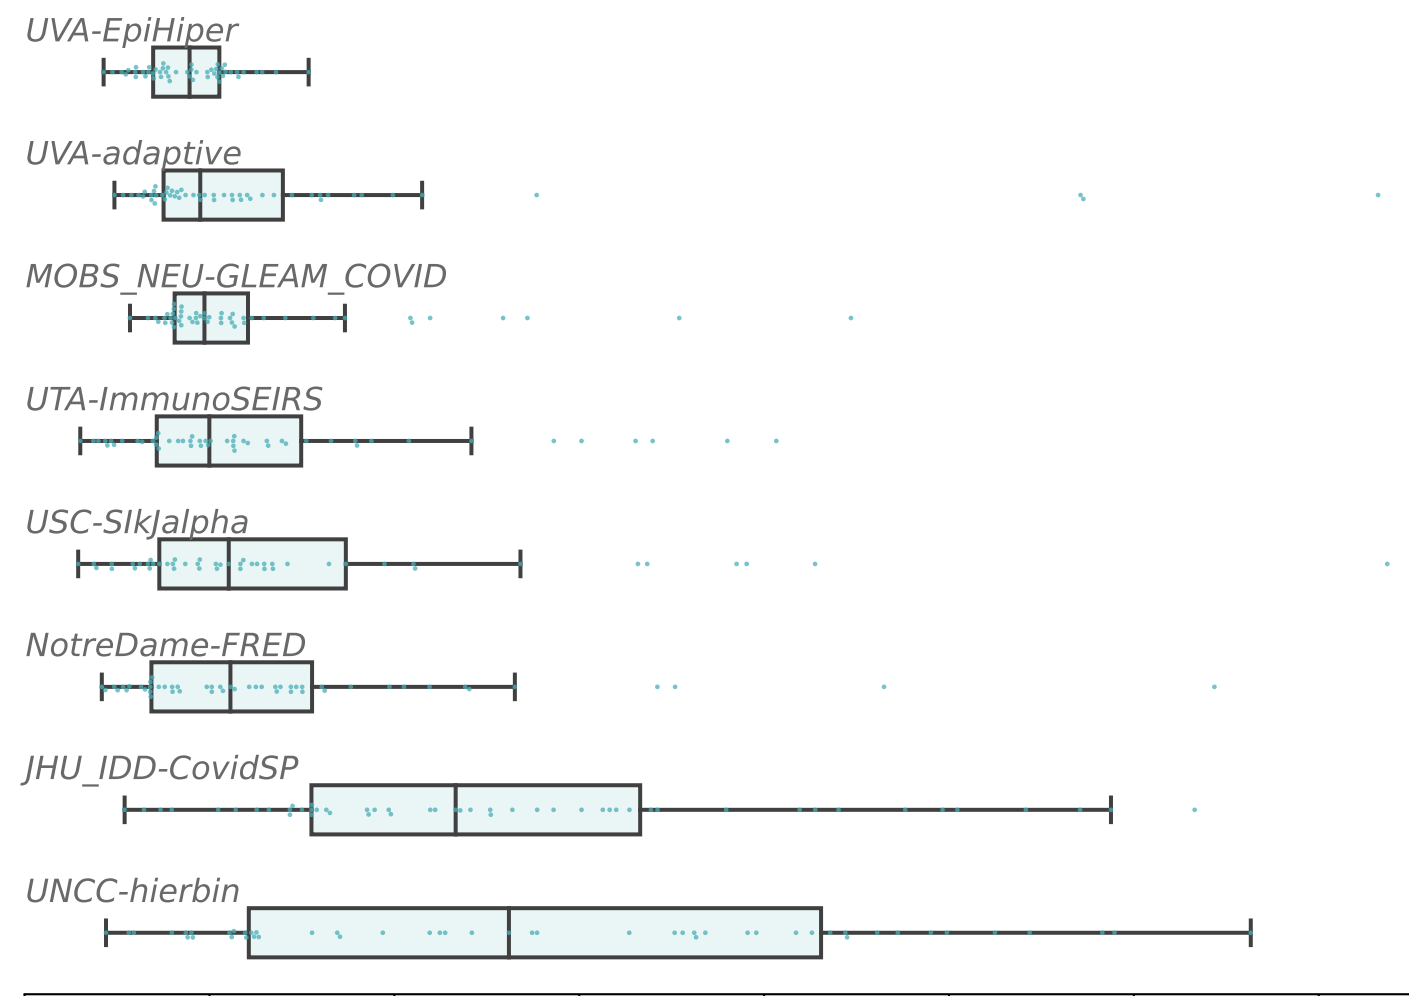 UVA-EpiHiper
UVA-adaptive
MOBS_NEU-GLEAM_COVID
UTA-ImmunoSEIRS
USC-SIkJalpha
NotreDame-FRED
JHU_IDD-CovidSP
UNCC-hierbin